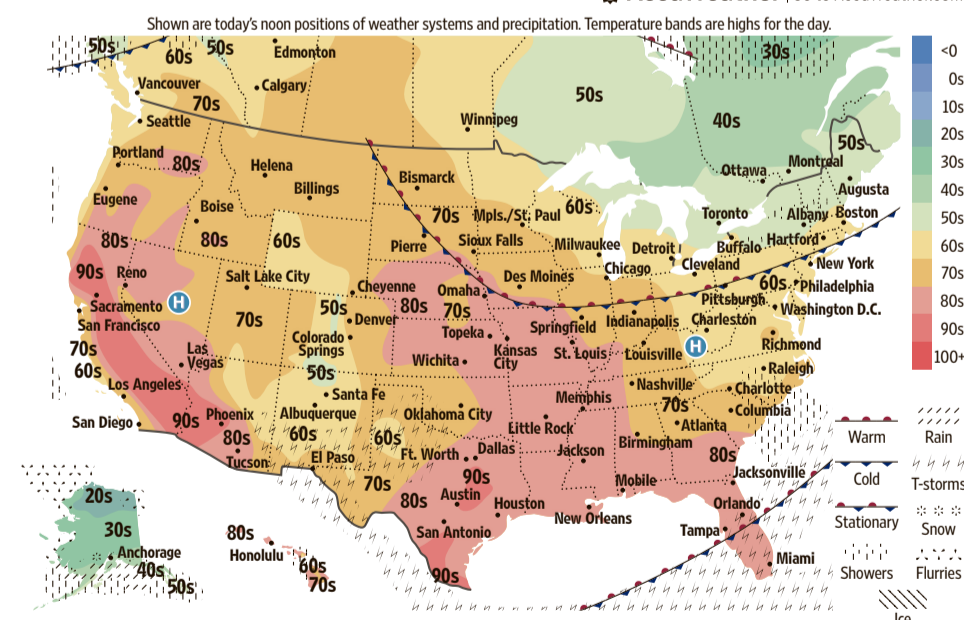 Shown are today's noon positions of weather systems and precipitation. Temperature bands are highs for the day.
50s
60s
50s
Edmonton
30s
<0
Vancouver
Calgary
70s
50s
0s
10s
Seattle
Winnipeg
40s
20s
Portland
80s
Helena
50s
30s
Montreal
Ottawa
Eugene
Billings
Bismarck
Augusta
40s
Boise
70s
Mpls./St. Paul
60s
Toronto
Albany
Boston
50s
80s
80s
60s
Pierre
Sioux Falls
Milwaukee
Detroit
Buffalo
Hartford
60s
90s
Reno
Salt Lake City
Cheyenne
Omaha
Des Moines
Chicago
Cleveland
New York
70s
H
Sacramento
50s
Denver
80s
70s
60s
Philadelphia
80s
San Francisco
70s
Topeka
Springfield
Indianapolis
Pittsburgh
Charleston
Washington D.C.
90s
70s
60s
Las
Vegas
Colorado
Springs
50s
Wichita
Kansas
City
St. Louis
Louisville
H
Richmond
100+
Los Angeles
Santa Fe
Nashville
Raleigh
Charlotte
San Diego
90s
Phoenix
Albuquerque
Oklahoma City
Memphis
70s
Columbia
80s
60s
60s
Little Rock
Atlanta
Warm
Rain
Tucson
El Paso
Ft. Worth
Dallas
Jackson
Birmingham
80s
70s
80s
90s
Austin
Houston
Mobile
Jacksonville
Cold
T-storms
20s
30s
San Antonio
New Orleans
Orlando
Tampa
Stationary
Snow
Anchorage
40s
50s
80s
Honolulu
60s
70s
90s
Miami
Showers
Flurries
Ice